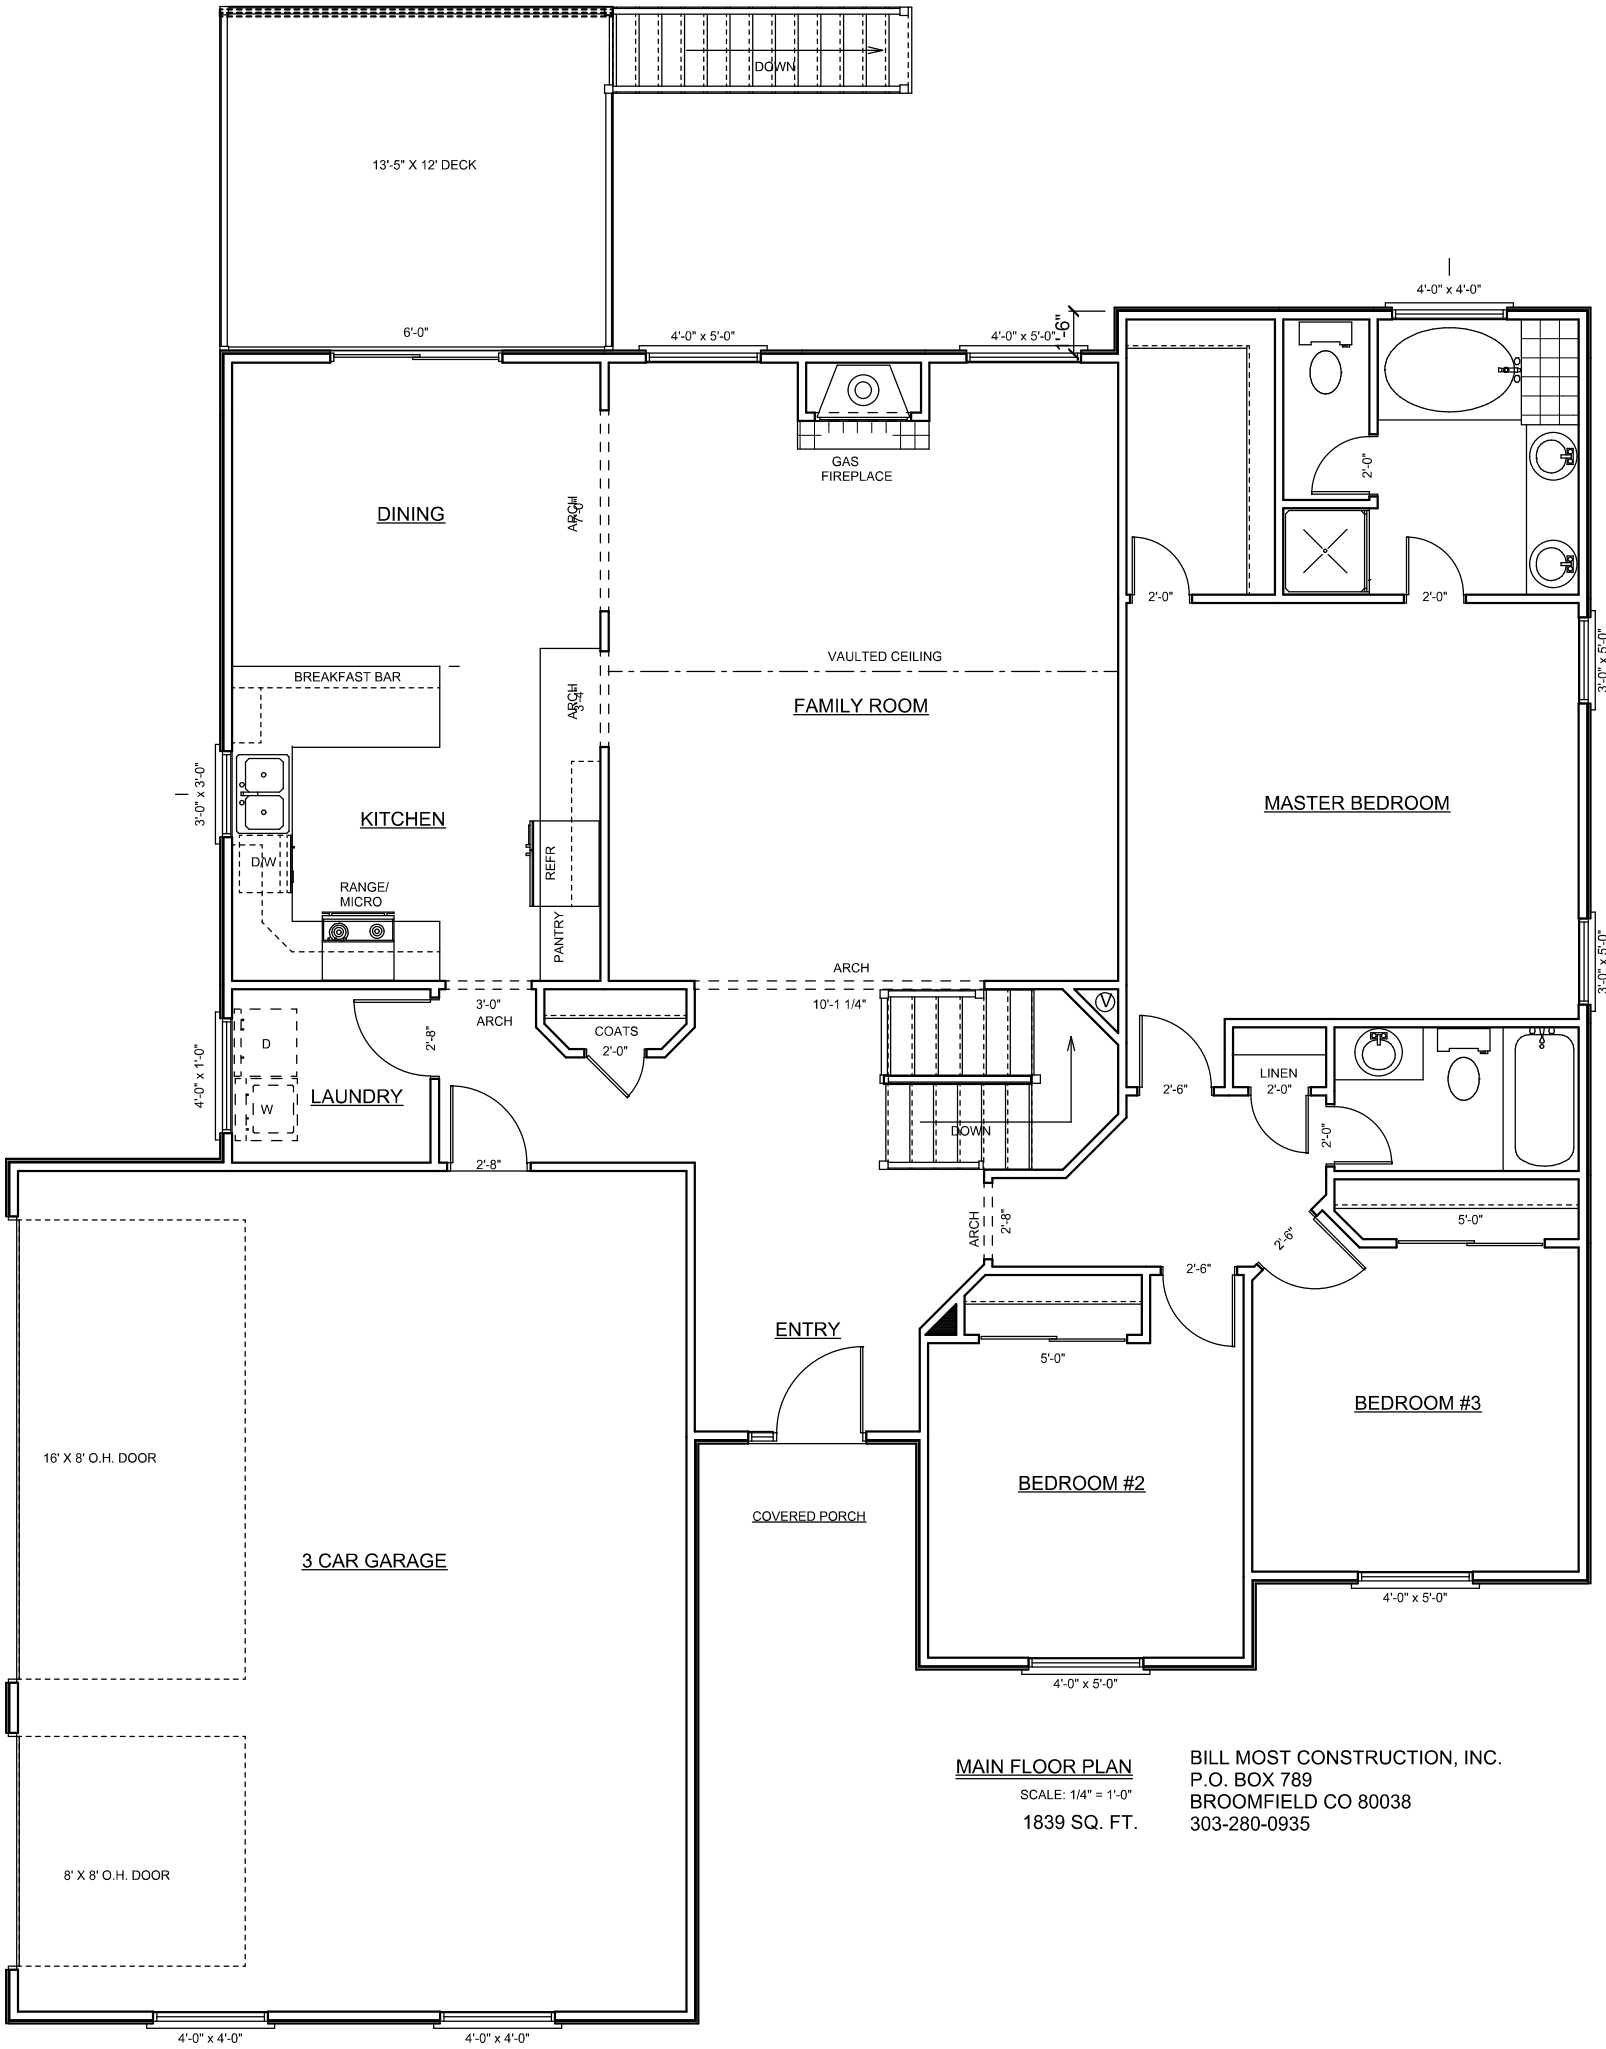 DOWN
13'-5" X 12' DECK
6'-0"
4'-0" x 5'-0"
4'-0" x 5'-0"
1'-6"
4'-0" x 4'-0"
GAS
FIREPLACE
2'-0"
DINING
ARCH
7'-0"
2'-0"
2'-0"
3'-0" x 5'-0"
VAULTED CEILING
BREAKFAST BAR
ARCH
3'-4"
FAMILY ROOM
3'-0" x 3'-0"
KITCHEN
MASTER BEDROOM
D/W
REFR
RANGE/
MICRO
PANTRY
3'-0" x 5'-0"
ARCH
3'-0"
ARCH
10'-1 1/4"
V
COATS
2'-0"
D
2'-8"
4'-0" x 1'-0"
LAUNDRY
W
LINEN
2'-0"
2'-6"
DOWN
2'-0"
2'-8"
ARCH
2'-8"
5'-0"
2'-6"
2'-6"
ENTRY
5'-0"
BEDROOM #3
16' X 8' O.H. DOOR
BEDROOM #2
COVERED PORCH
3 CAR GARAGE
4'-0" x 5'-0"
4'-0" x 5'-0"
MAIN FLOOR PLAN
SCALE: 1/4" = 1'-0"
1839 SQ. FT.
BILL MOST CONSTRUCTION, INC.
P.O. BOX 789
BROOMFIELD CO 80038
303-280-0935
8' X 8' O.H. DOOR
4'-0" x 4'-0"
4'-0" x 4'-0"